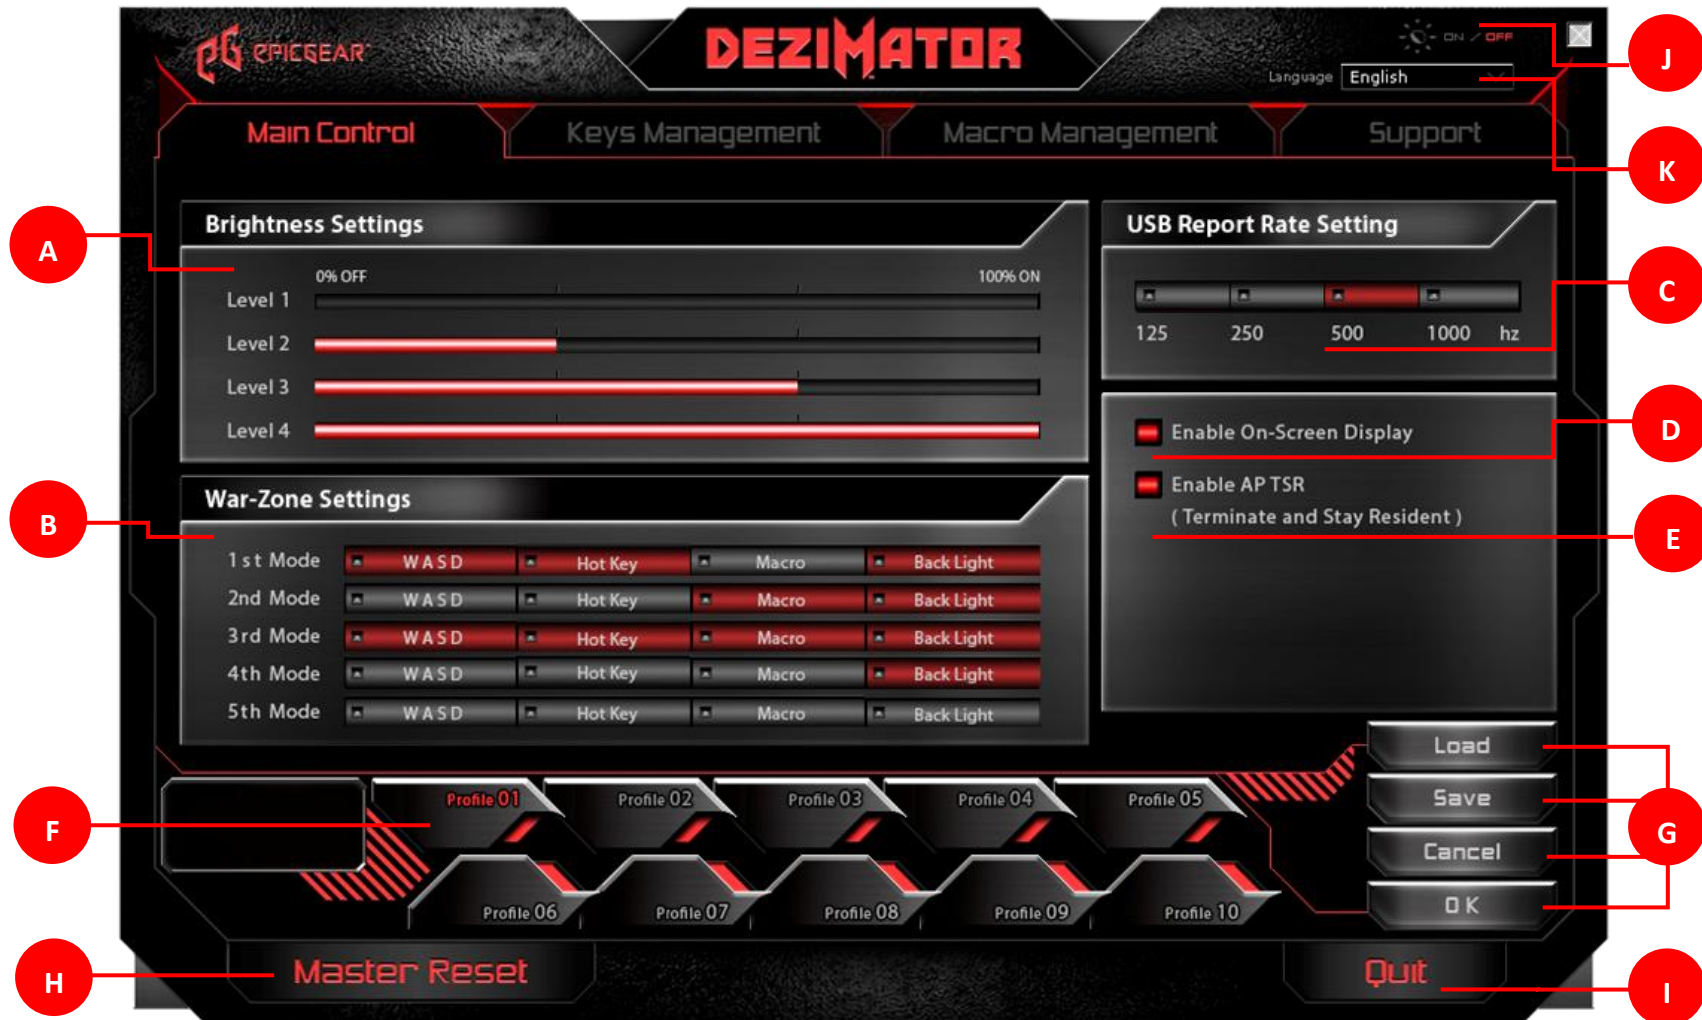 EPICGEAR
DEZIMATOR
ON / OFF
Language English
J
K
Main Control Keys Management Macro Management Support
A
Brightness Settings
0% OFF 100% ON
Level 1
Level 2
Level 3
Level 4
USB Report Rate Setting
125 250 500 1000 hz
C
Enable On-Screen Display
D
Enable AP TSR
( Terminate and Stay Resident )
E
B
War-Zone Settings
1st Mode WASD Hot Key Macro Back Light
2nd Mode WASD Hot Key Macro Back Light
3rd Mode WASD Hot Key Macro Back Light
4th Mode WASD Hot Key Macro Back Light
5th Mode WASD Hot Key Macro Back Light
F
Profile 01 Profile 02 Profile 03 Profile 04 Profile 05
Profile 06 Profile 07 Profile 08 Profile 09 Profile 10
Load
Save
Cancel
OK
G
H
Master Reset
Quit
I